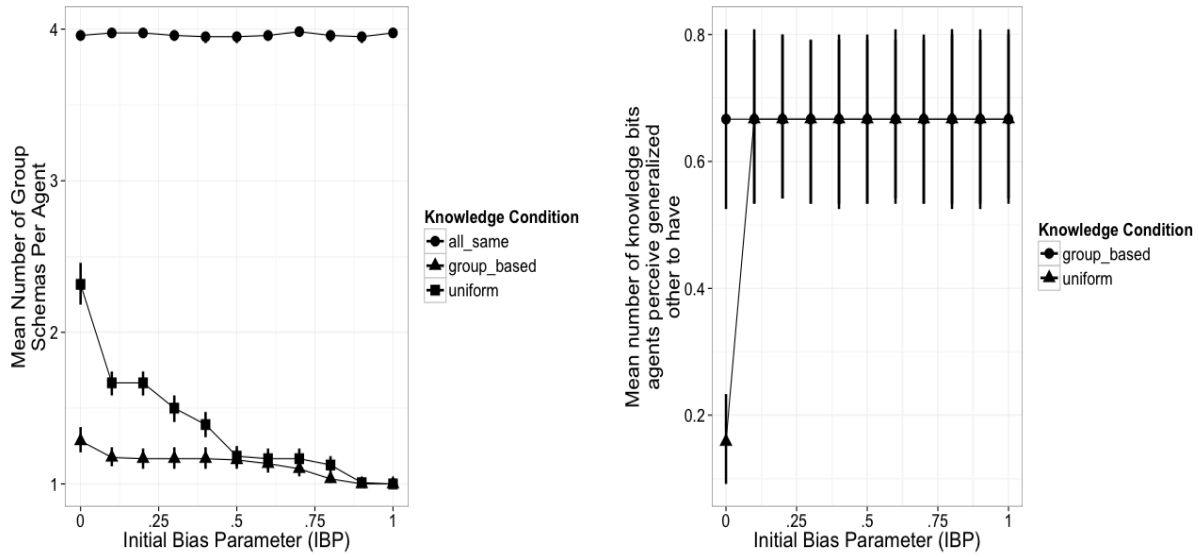 Mean Number of Group
Schemas Per Agent
4
3
2
1
0
.25
.5
.75
1
Initial Bias Parameter (IBP)
Knowledge Condition
all_same
group_based
uniform
Mean number of knowledge bits
agents perceive generalized
other to have
0.8
0.6
0.4
0.2
0
.25
.5
.75
1
Initial Bias Parameter (IBP)
Knowledge Condition
group_based
uniform